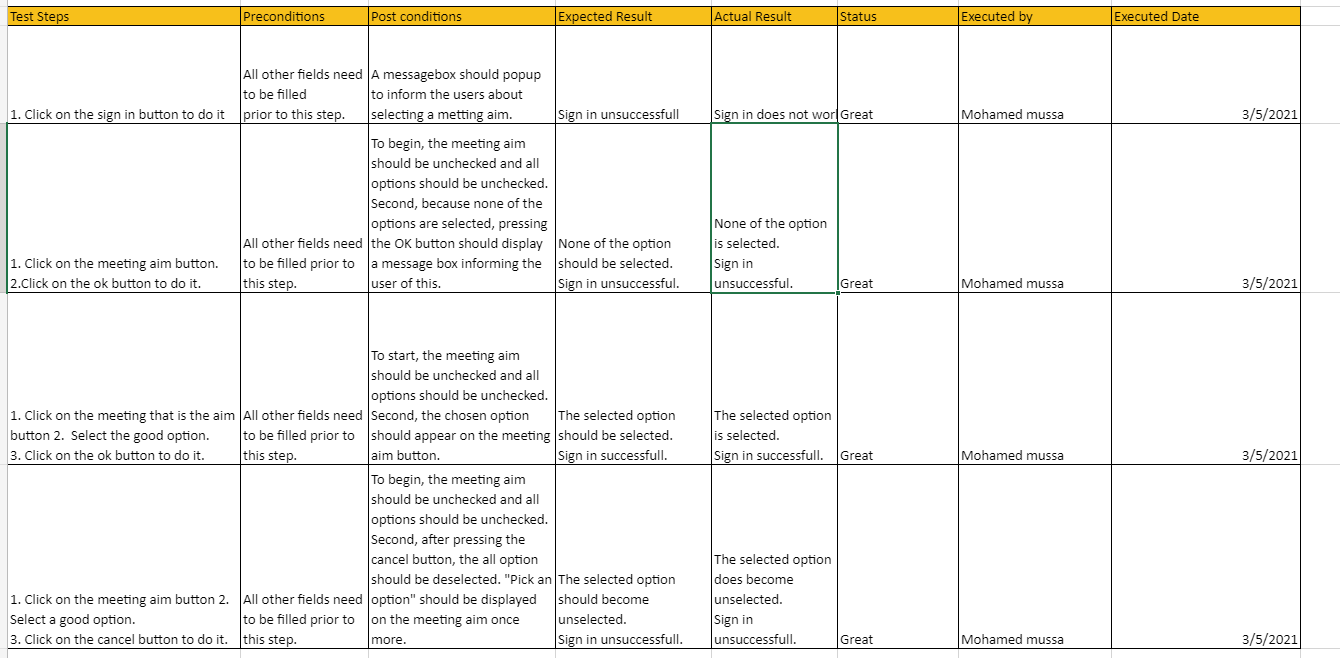 Test Steps Preconditions Post conditions Expected Result Actual Result Status Executed by Executed Date
1. Click on the sign in button to do it
All other fields need
to be filled
prior to this step.
A messagebox should popup
to inform the users about
selecting a metting aim.
Sign in unsuccessfull
Sign in does not wor
Great
Mohamed mussa
3/5/2021
1. Click on the meeting aim button.
2.Click on the ok button to do it.
All other fields need
to be filled prior to
this step.
To begin, the meeting aim
should be unchecked and all
options should be unchecked.
Second, because none of the
options are selected, pressing
the OK button should display
a message box informing the
user of this.
None of the option
should be selected.
Sign in unsuccessful.
None of the option
is selected.
Sign in
unsuccessful.
Great
Mohamed mussa
3/5/2021
1. Click on the meeting that is the aim
button 2.  Select the good option.
3. Click on the ok button to do it.
All other fields need
to be filled prior to
this step.
To start, the meeting aim
should be unchecked and all
options should be unchecked.
Second, the chosen option
should appear on the meeting
aim button.
The selected option
should be selected.
Sign in successfull.
The selected option
is selected.
Sign in successfull.
Great
Mohamed mussa
3/5/2021
1. Click on the meeting aim button 2.
Select a good option.
3. Click on the cancel button to do it.
All other fields need
to be filled prior to
this step.
To begin, the meeting aim
should be unchecked and all
options should be unchecked.
Second, after pressing the
cancel button, the all option
should be deselected. "Pick an
option" should be displayed
on the meeting aim once
more.
The selected option
should become
unselected.
Sign in unsuccessfull.
The selected option
does become
unselected.
Sign in
unsuccessfull.
Great
Mohamed mussa
3/5/2021